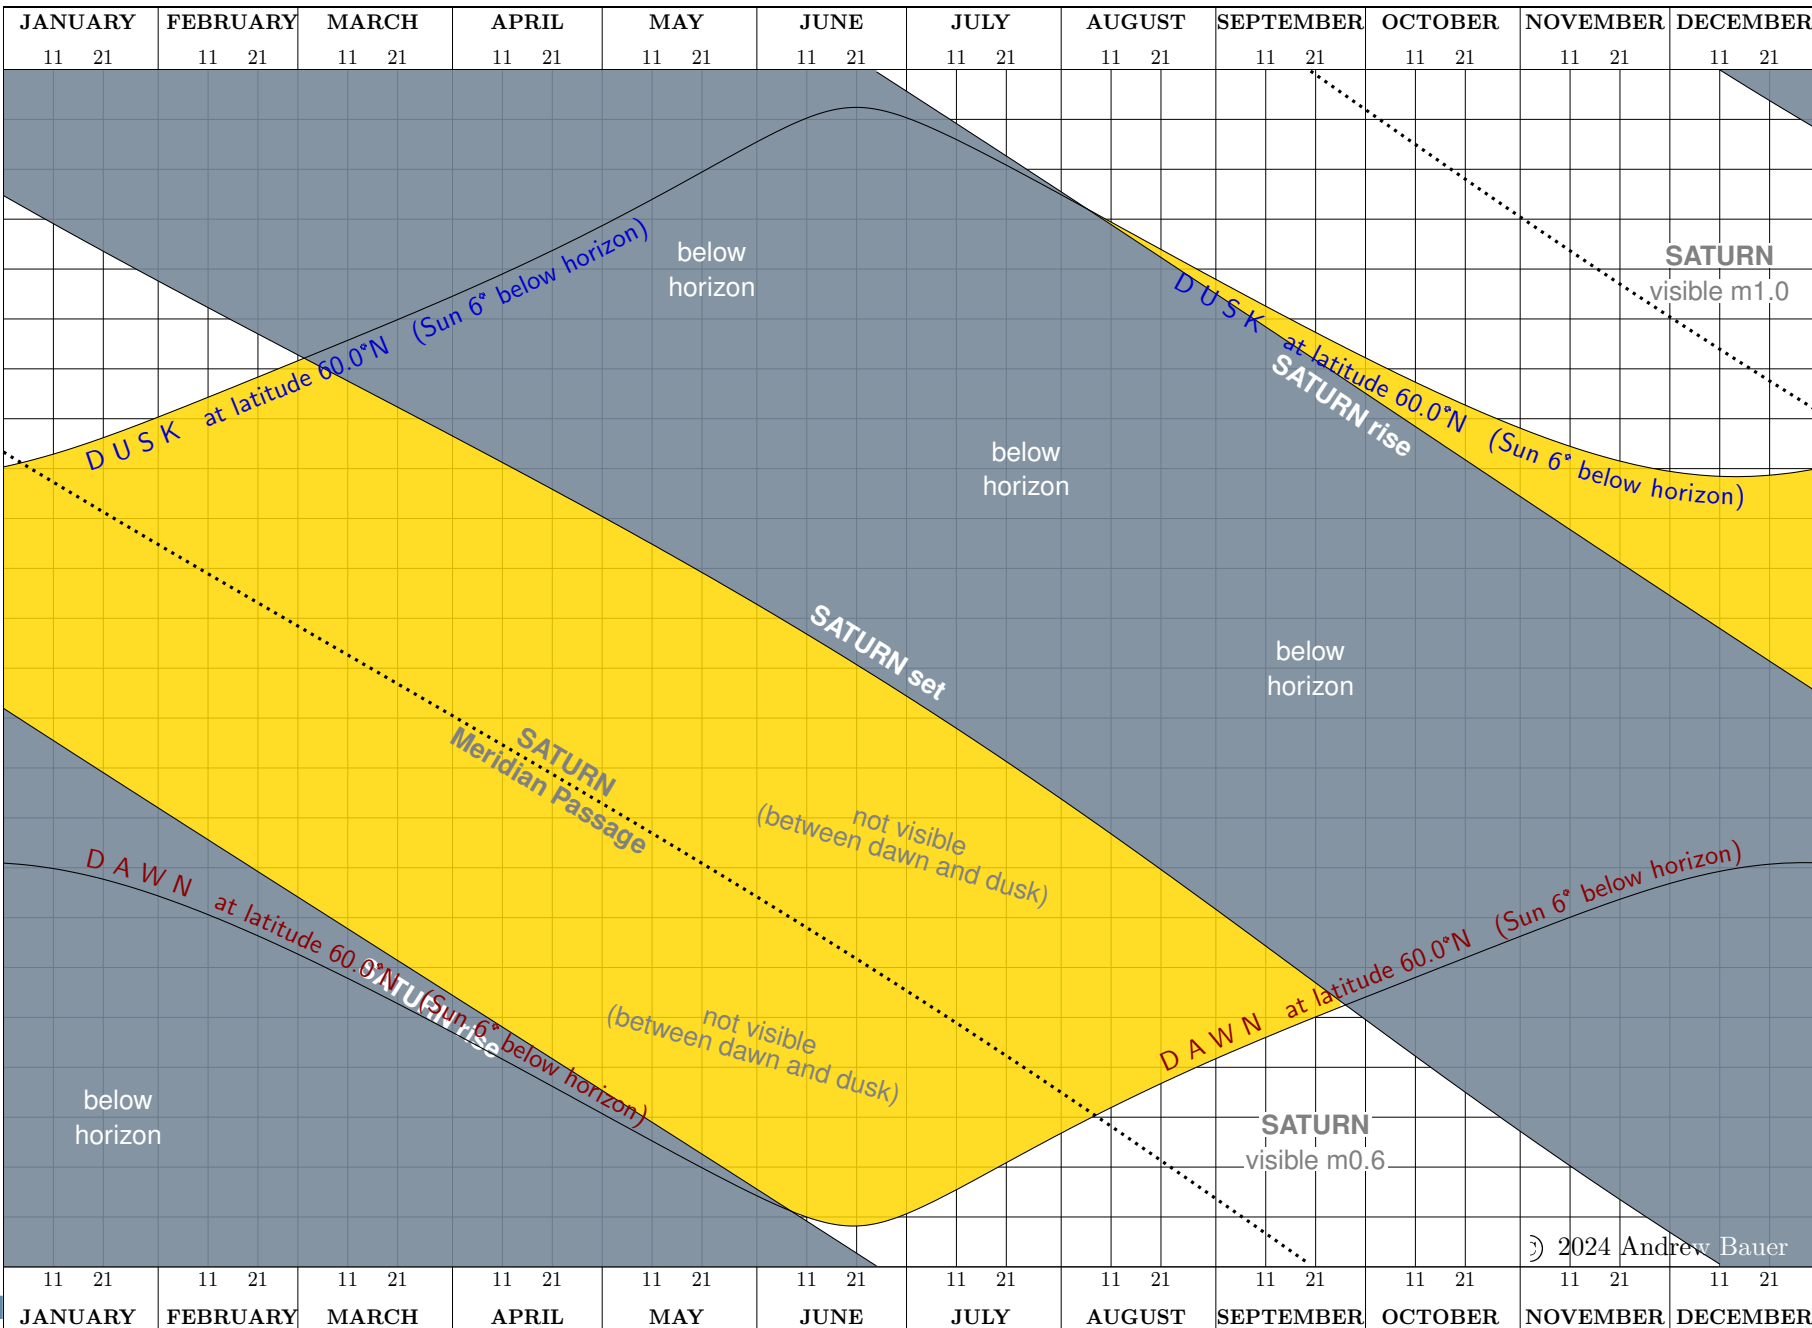 JANUARY FEBRUARY MARCH APRIL MAY JUNE JULY AUGUST SEPTEMBER OCTOBER NOVEMBER DECEMBER
11 21 11 21 11 21 11 21 11 21 11 21 11 21 11 21 11 21 11 21 11 21 11 21
below
horizon
SATURN
visible m1.0
DUSK at latitude 60.0°N (Sun 6° below horizon)
DUSK at latitude 60.0°N (Sun 6° below horizon)
SATURN rise
below
horizon
SATURN set
below
horizon
SATURN
Meridian Passage
not visible
(between dawn and dusk)
DAWN at latitude 60.0°N (Sun 6° below horizon)
SATURN rise
not visible
(between dawn and dusk)
DAWN at latitude 60.0°N (Sun 6° below horizon)
below
horizon
SATURN
visible m0.6
© 2024 Andrew Bauer
11 21 11 21 11 21 11 21 11 21 11 21 11 21 11 21 11 21 11 21 11 21 11 21
JANUARY FEBRUARY MARCH APRIL MAY JUNE JULY AUGUST SEPTEMBER OCTOBER NOVEMBER DECEMBER